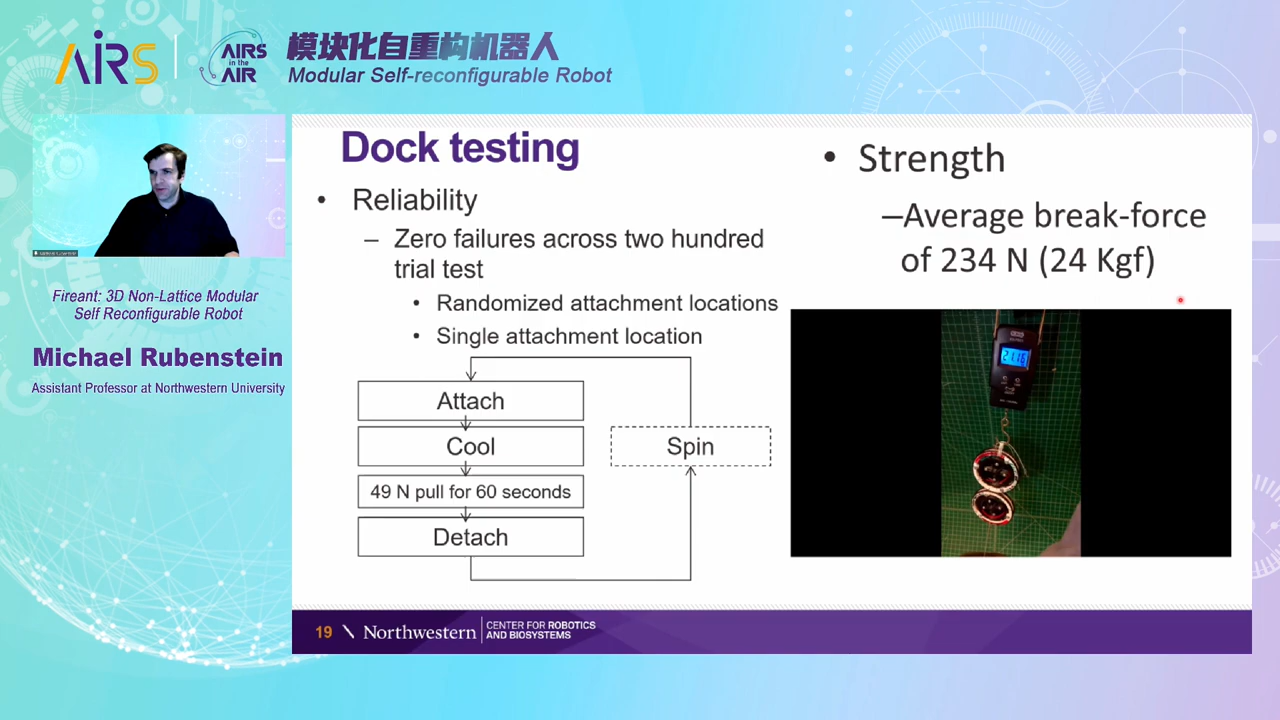 AIRS
AIRS
in the
AIR
模块化自重构机器人
Modular Self-reconfigurable Robot
Fireant: 3D Non-Lattice Modular
Self Reconfigurable Robot
Michael Rubenstein
Assistant Professor at Northwestern University
Dock testing
• Reliability
– Zero failures across two hundred
trial test
• Randomized attachment locations
• Single attachment location
Attach
Cool
49 N pull for 60 seconds
Detach
Spin
• Strength
–Average break-force
of 234 N (24 Kgf)
19
Northwestern
CENTER FOR ROBOTICS
AND BIOSYSTEMS